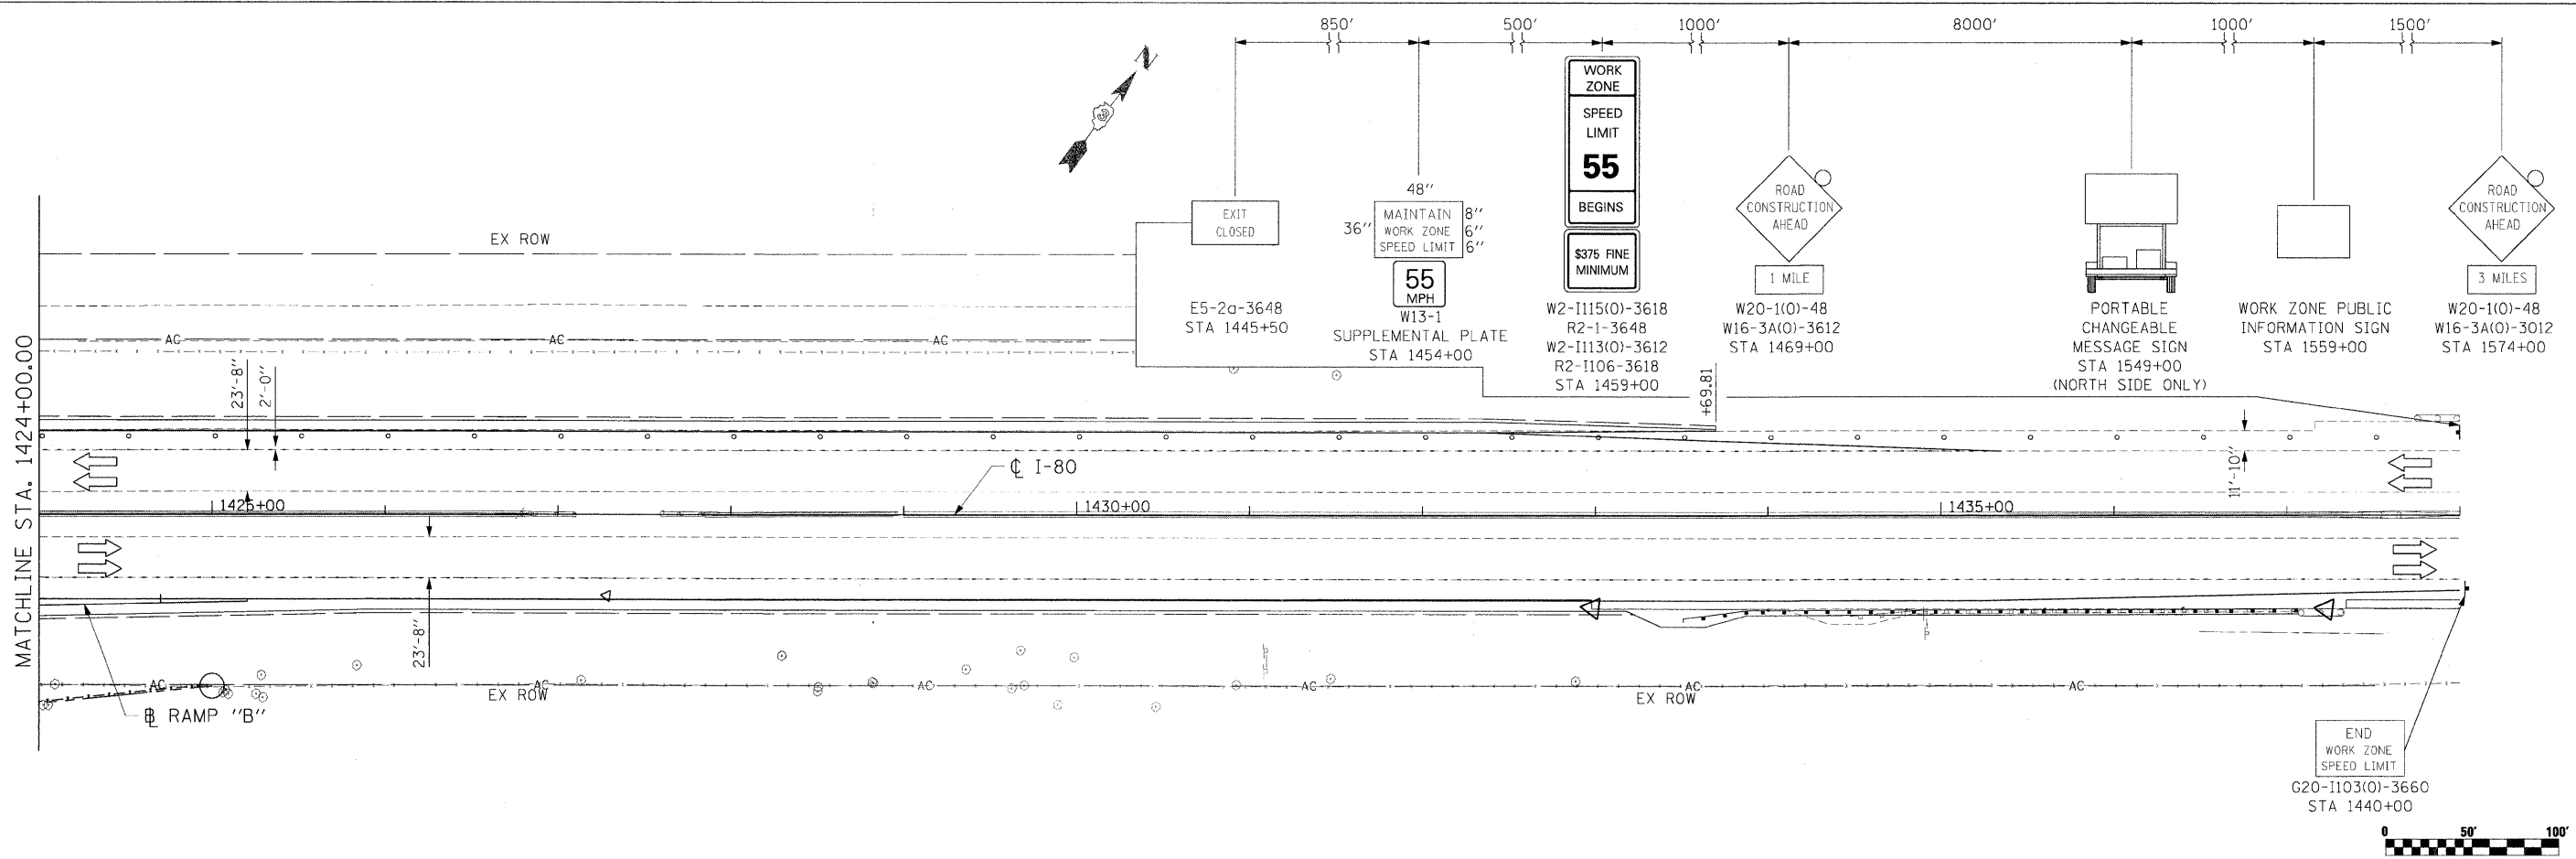 850' 500' 1000' 8000' 1000' 1500'
N
3
WORK
ZONE
SPEED
LIMIT
55
BEGINS
$375 FINE
MINIMUM
W2-I115(O)-3618
R2-1-3648
W2-I113(O)-3612
R2-I106-3618
STA 1459+00
EXIT
CLOSED
E5-2a-3648
STA 1445+50
48"
36"
MAINTAIN 8"
WORK ZONE 6"
SPEED LIMIT 6"
55
MPH
W13-1
SUPPLEMENTAL PLATE
STA 1454+00
ROAD
CONSTRUCTION
AHEAD
1 MILE
W20-1(O)-48
W16-3A(O)-3612
STA 1469+00
PORTABLE
CHANGEABLE
MESSAGE SIGN
STA 1549+00
(NORTH SIDE ONLY)
WORK ZONE PUBLIC
INFORMATION SIGN
STA 1559+00
ROAD
CONSTRUCTION
AHEAD
3 MILES
W20-1(O)-48
W16-3A(O)-3012
STA 1574+00
EX ROW
AC AC AC
MATCHLINE STA. 1424+00.00
23'-8"
2'-0"
+69.81
11'-10"
℄ I-80
1425+00 1430+00 1435+00
23'-8"
AC AC AC AC AC
EX ROW
EX ROW
RAMP "B"
END
WORK ZONE
SPEED LIMIT
G20-I103(O)-3660
STA 1440+00
0 50' 100'